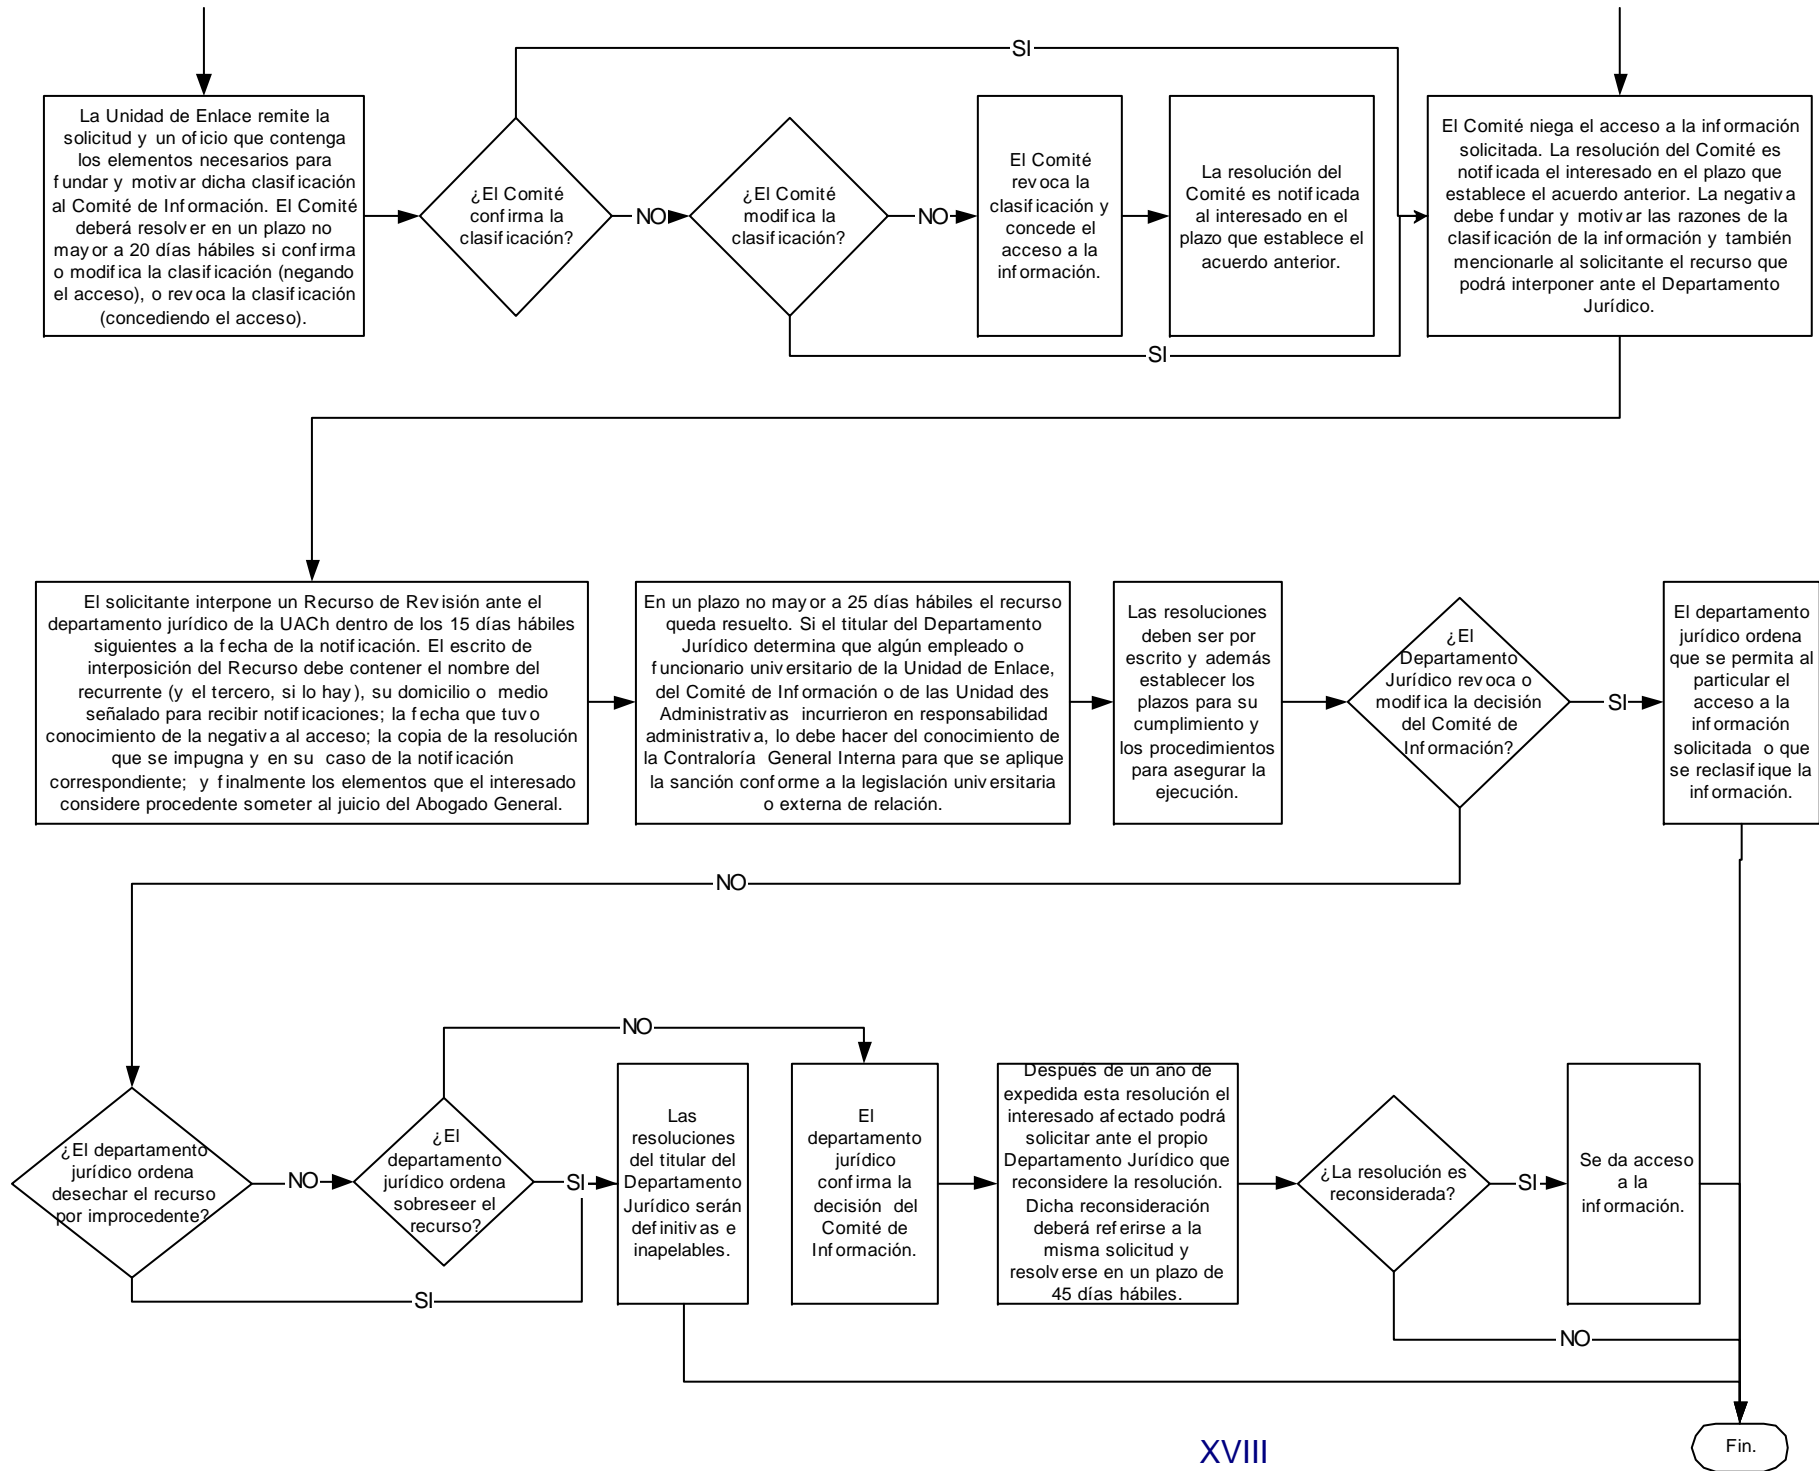 SI
La Unidad de Enlace remite la
solicitud y un oficio que contenga
los elementos necesarios para
fundar y motivar dicha clasificación
al Comité de Información. El Comité
deberá resolver en un plazo no
mayor a 20 días hábiles si confirma
o modifica la clasificación (negando
el acceso), o revoca la clasificación
(concediendo el acceso).
¿El Comité
confirma la
clasificación?
NO
¿El Comité
modifica la
clasificación?
NO
El Comité
revoca la
clasificación y
concede el
acceso a la
información.
La resolución del
Comité es notificada
al interesado en el
plazo que establece el
acuerdo anterior.
El Comité niega el acceso a la información
solicitada. La resolución del Comité es
notificada el interesado en el plazo que
establece el acuerdo anterior. La negativa
debe fundar y motivar las razones de la
clasificación de la información y también
mencionarle al solicitante el recurso que
podrá interponer ante el Departamento
Jurídico.
SI
El solicitante interpone un Recurso de Revisión ante el
departamento jurídico de la UACh dentro de los 15 días hábiles
siguientes a la fecha de la notificación. El escrito de
interposición del Recurso debe contener el nombre del
recurrente (y el tercero, si lo hay), su domicilio o medio
señalado para recibir notificaciones; la fecha que tuvo
conocimiento de la negativa al acceso; la copia de la resolución
que se impugna y en su caso de la notificación
correspondiente; y finalmente los elementos que el interesado
considere procedente someter al juicio del Abogado General.
En un plazo no mayor a 25 días hábiles el recurso
queda resuelto. Si el titular del Departamento
Jurídico determina que algún empleado o
funcionario universitario de la Unidad de Enlace,
del Comité de Información o de las Unidad des
Administrativas incurrieron en responsabilidad
administrativa, lo debe hacer del conocimiento de
la Contraloría General Interna para que se aplique
la sanción conforme a la legislación universitaria
o externa de relación.
Las resoluciones
deben ser por
escrito y además
establecer los
plazos para su
cumplimiento y
los procedimientos
para asegurar la
ejecución.
¿El
Departamento
Jurídico revoca o
modifica la decisión
del Comité de
Información?
SI
El departamento
jurídico ordena
que se permita al
particular el
acceso a la
información
solicitada o que
se reclasifique la
información.
NO
¿El departamento
jurídico ordena
desechar el recurso
por improcedente?
NO
¿El
departamento
jurídico ordena
sobreseer el
recurso?
SI
NO
Las
resoluciones
del titular del
Departamento
Jurídico serán
definitivas e
inapelables.
El
departamento
jurídico
confirma la
decisión del
Comité de
Información.
Después de un ano de
expedida esta resolución el
interesado afectado podrá
solicitar ante el propio
Departamento Jurídico que
reconsidere la resolución.
Dicha reconsideración
deberá referirse a la
misma solicitud y
resolverse en un plazo de
45 días hábiles.
¿La resolución es
reconsiderada?
SI
Se da acceso
a la
información.
SI
NO
XVIII
Fin.